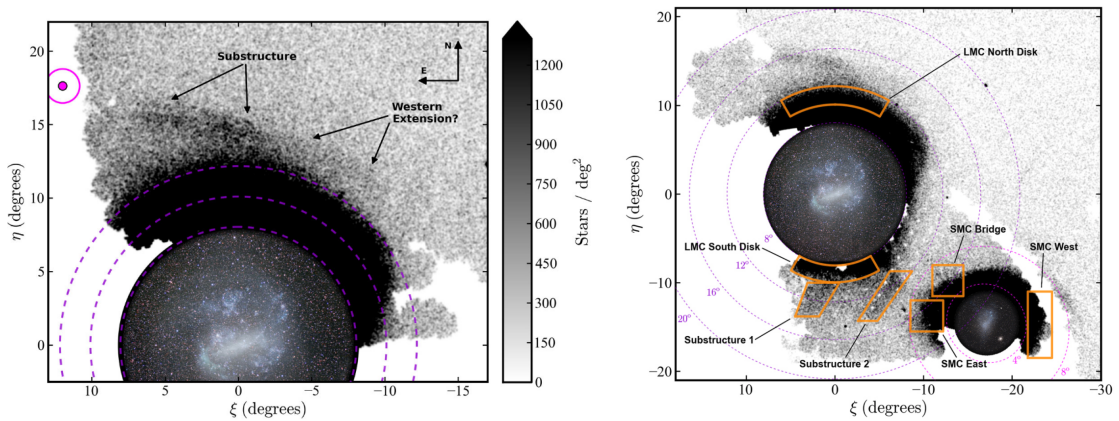 20
15
10
5
0
η (degrees)
10
5
0
−5
−10
−15
ξ (degrees)
Substructure
Western
Extension?
N
E
1200
1050
900
750
600
450
300
150
0
Stars / deg²
20
10
0
−10
−20
η (degrees)
10
0
−10
−20
−30
ξ (degrees)
LMC North Disk
LMC South Disk
SMC Bridge
SMC West
Substructure 1
Substructure 2
SMC East
8°
12°
16°
20°
4°
8°